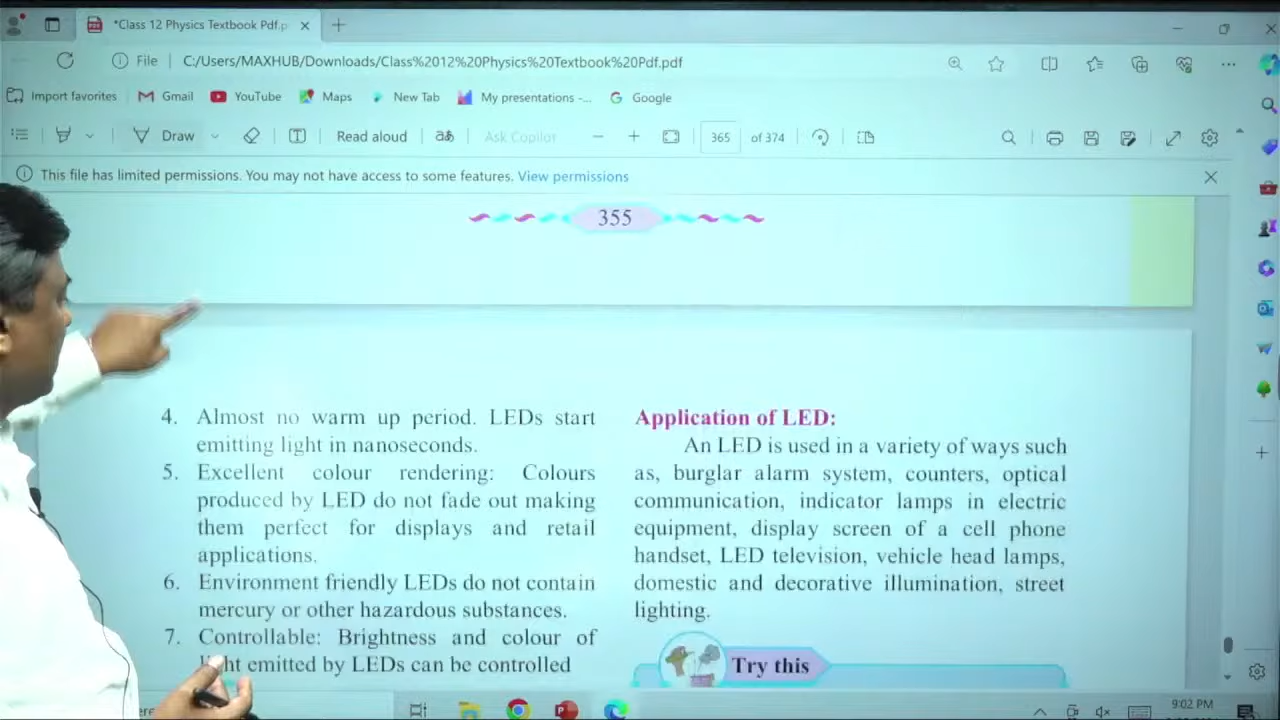 *Class 12 Physics Textbook Pdf.p
File
C:/Users/MAXHUB/Downloads/Class%2012%20Physics%20Textbook%20Pdf.pdf
Import favorites
Gmail
YouTube
Maps
New Tab
My presentations -...
Google
Draw
Read aloud
Ask Copilot
365
of 374
This file has limited permissions. You may not have access to some features. View permissions
355
4. Almost no warm up period. LEDs start
emitting light in nanoseconds.
5. Excellent colour rendering: Colours
produced by LED do not fade out making
them perfect for displays and retail
applications.
6. Environment friendly LEDs do not contain
mercury or other hazardous substances.
7. Controllable: Brightness and colour of
emitted by LEDs can be controlled
Application of LED:
An LED is used in a variety of ways such
as, burglar alarm system, counters, optical
communication, indicator lamps in electric
equipment, display screen of a cell phone
handset, LED television, vehicle head lamps,
domestic and decorative illumination, street
lighting.
Try this
9:02 PM